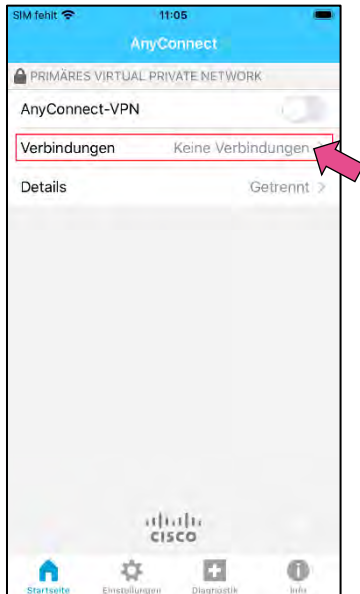 SIM fehlt 11:05
AnyConnect
PRIMÄRES VIRTUAL PRIVATE NETWORK
AnyConnect-VPN
Verbindungen Keine Verbindungen
Details Getrennt >
CISCO
Startseite Einstellungen Diagnostik Info